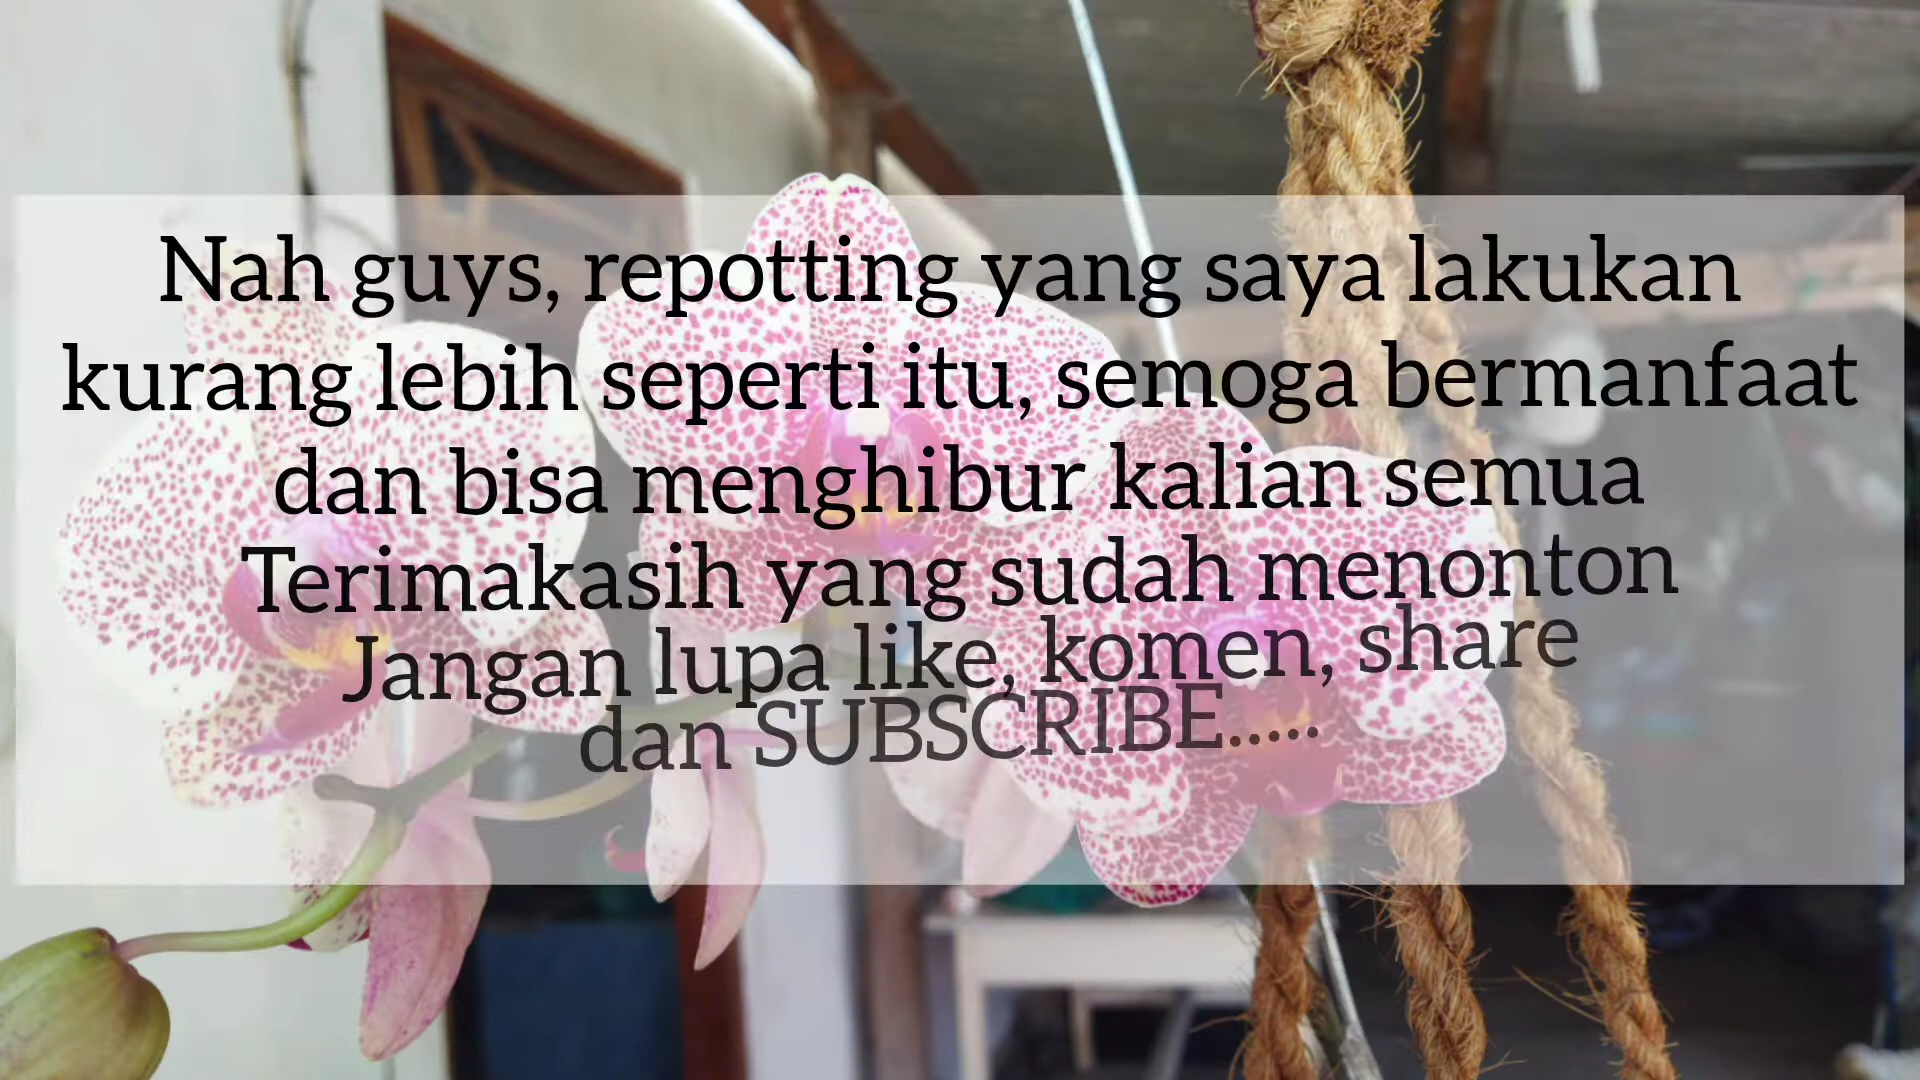 Nah guys, repotting yang saya lakukan
kurang lebih seperti itu, semoga bermanfaat
dan bisa menghibur kalian semua
Terimakasih yang sudah menonton
Jangan lupa like, komen, share
dan SUBSCRIBE.....